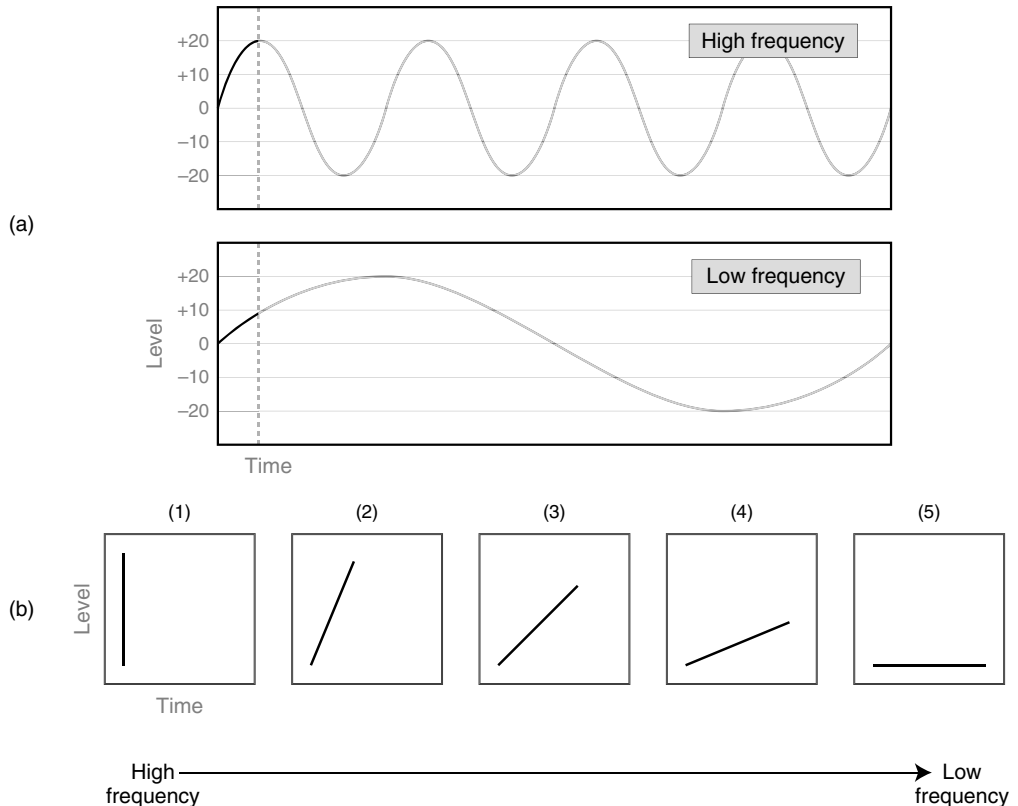 +20
High frequency
+10
0
–10
–20
(a)
+20
Low frequency
+10
Level
0
–10
–20
Time
(1) (2) (3) (4) (5)
(b)
Level
Time
High
frequency
Low
frequency